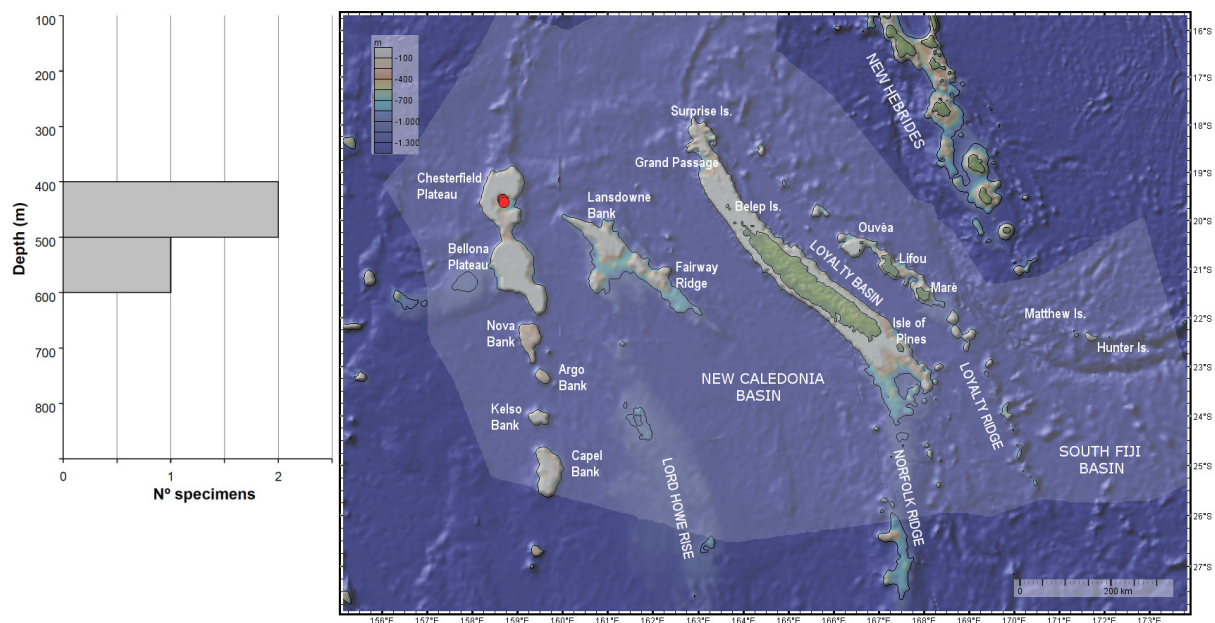 100
200
300
400
500
600
700
800
Depth (m)
0
1
2
Nº specimens
m
-100
-400
-700
-1.000
-1.300
Surprise Is.
Grand Passage
Chesterfield
Plateau
Lansdowne
Bank
Belep Is.
Bellona
Plateau
Fairway
Ridge
Nova
Bank
Argo
Bank
Kelso
Bank
Capel
Bank
NEW CALEDONIA
BASIN
LORD HOWE RISE
NEW HEBRIDES
Ouvèa
Lifou
Marè
LOYALTY BASIN
Isle of
Pines
Matthew Is.
Hunter Is.
LOYALTY RIDGE
NORFOLK RIDGE
SOUTH FIJI
BASIN
0
200 km
16°S
17°S
18°S
19°S
20°S
21°S
22°S
23°S
24°S
25°S
26°S
27°S
156°E
157°E
158°E
159°E
160°E
161°E
162°E
163°E
164°E
165°E
166°E
167°E
168°E
169°E
170°E
171°E
172°E
173°E